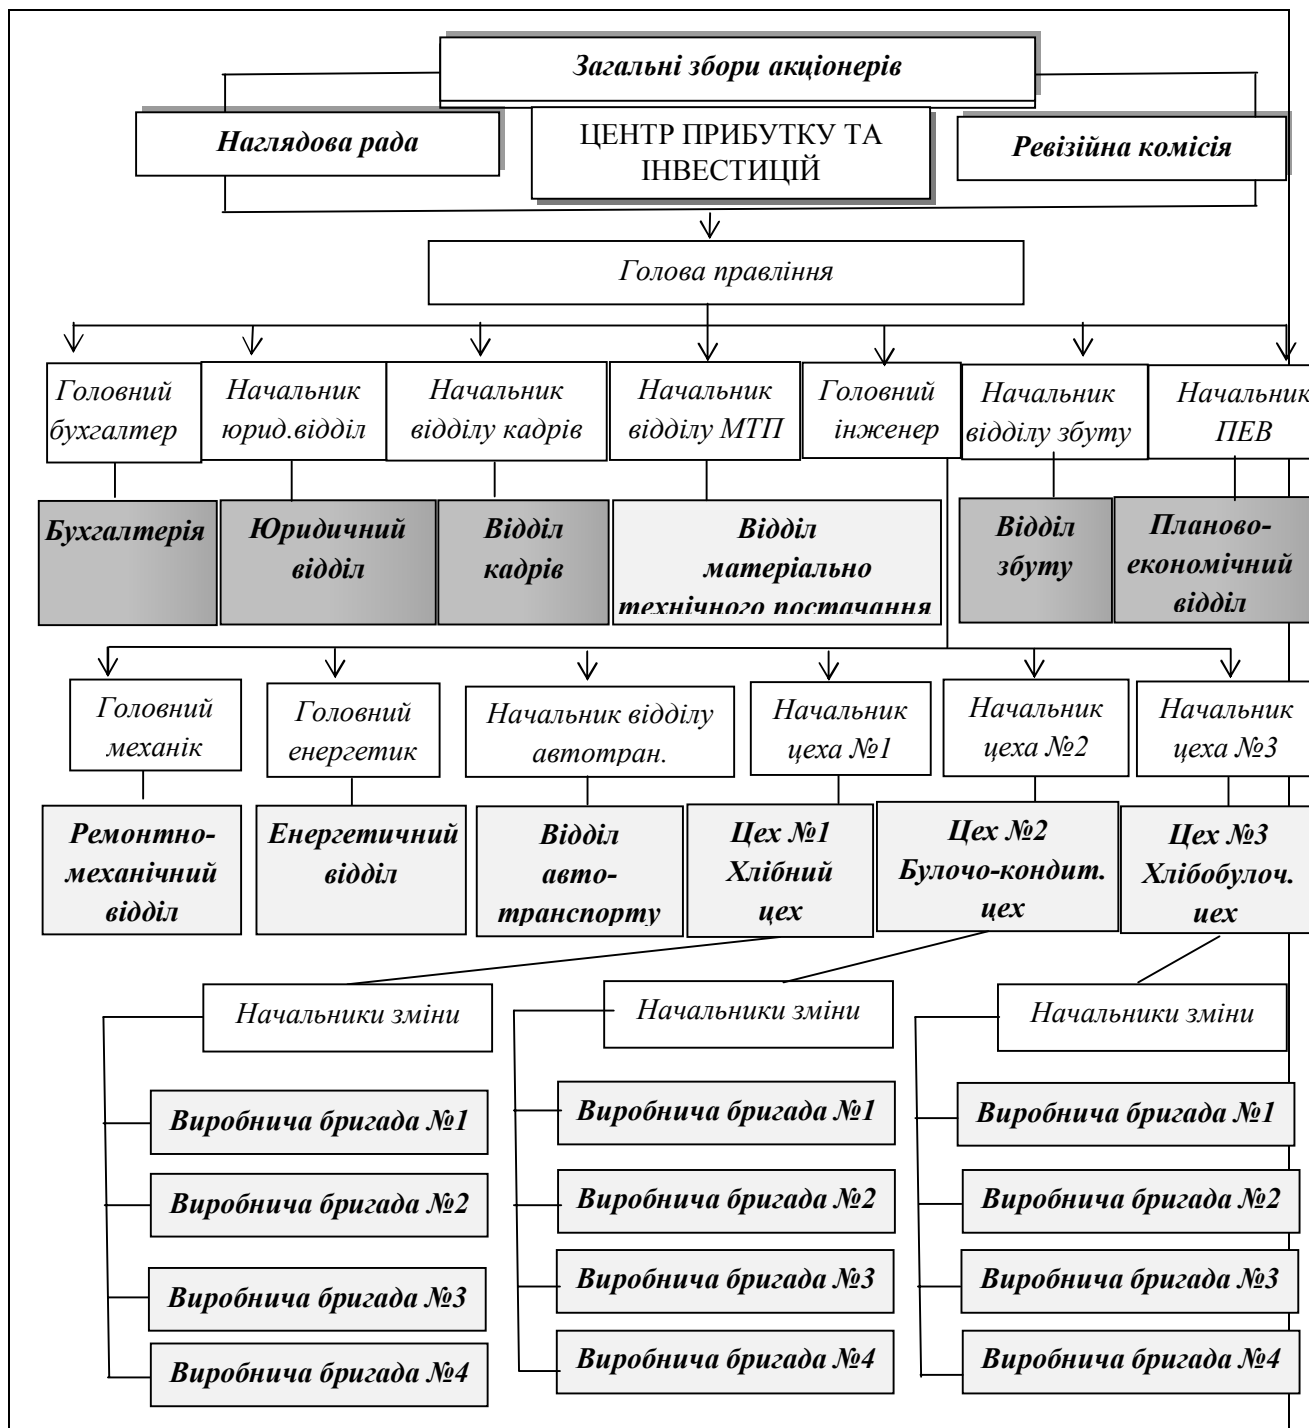 Загальні збори акціонерів
Наглядова рада
ЦЕНТР ПРИБУТКУ ТА
ІНВЕСТИЦІЙ
Ревізійна комісія
Голова правління
Головний
бухгалтер
Начальник
юрид.відділ
Начальник
відділу кадрів
Начальник
відділу МТП
Головний
інженер
Начальник
відділу збуту
Начальник
ПЕВ
Бухгалтерія
Юридичний
відділ
Відділ
кадрів
Відділ
матеріально
технічного постачання
Відділ
збуту
Планово-
економічний
відділ
Головний
механік
Головний
енергетик
Начальник відділу
автотран.
Начальник
цеха №1
Начальник
цеха №2
Начальник
цеха №3
Ремонтно-
механічний
відділ
Енергетичний
відділ
Відділ
авто-
транспорту
Цех №1
Хлібний
цех
Цех №2
Булочо-кондит.
цех
Цех №3
Хлібобулоч.
цех
Начальники зміни
Начальники зміни
Начальники зміни
Виробнича бригада №1
Виробнича бригада №2
Виробнича бригада №3
Виробнича бригада №4
Виробнича бригада №1
Виробнича бригада №2
Виробнича бригада №3
Виробнича бригада №4
Виробнича бригада №1
Виробнича бригада №2
Виробнича бригада №3
Виробнича бригада №4